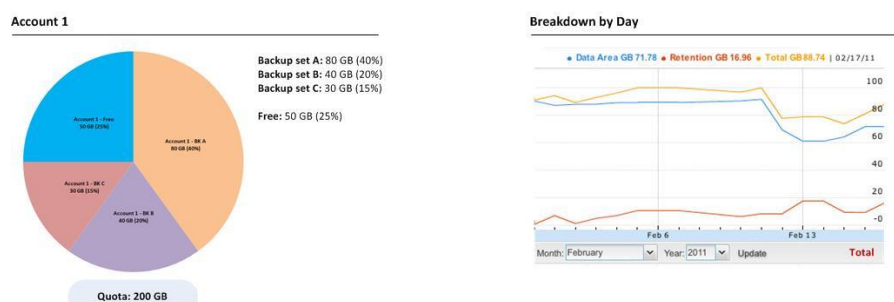 Account 1
Account 1 - Free
50 GB (25%)
Account 1 - BK A
80 GB (40%)
Account 1 - BK C
30 GB (15%)
Account 1 - BK B
40 GB (20%)
Quota: 200 GB
Backup set A: 80 GB (40%)
Backup set B: 40 GB (20%)
Backup set C: 30 GB (15%)
Free: 50 GB (25%)
Breakdown by Day
Data Area GB 71.78 Retention GB 16.96 Total GB 88.74 | 02/17/11
100
80
60
40
20
-0
Feb 6 Feb 13
Month: February Year: 2011 Update Total